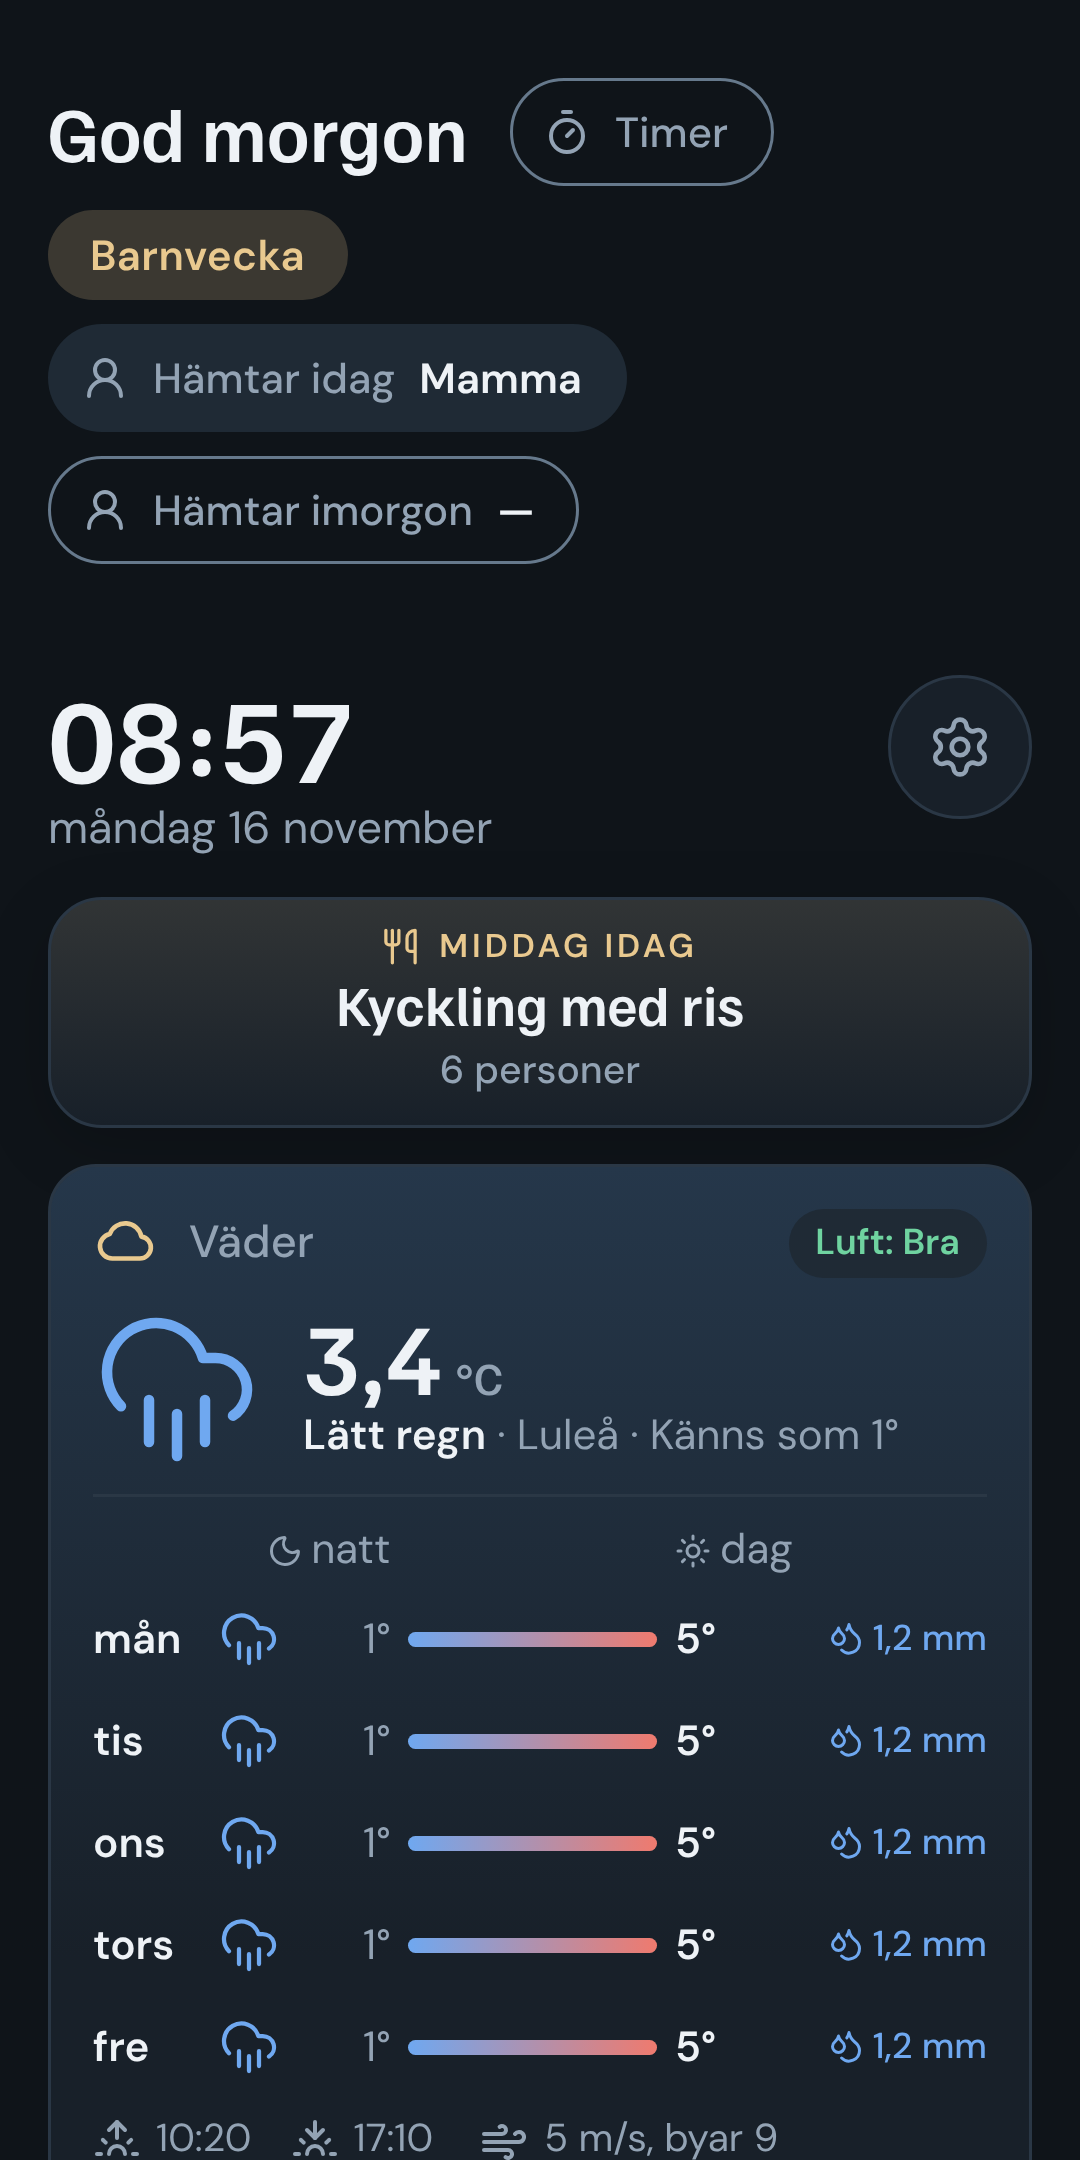 God morgon
Timer
Barnvecka
Hämtar idag Mamma
Hämtar imorgon —
08:57
måndag 16 november
MIDDAG IDAG
Kyckling med ris
6 personer
Väder
Luft: Bra
3,4 °C
Lätt regn · Luleå · Känns som 1°
natt dag
mån 1° 5° 1,2 mm
tis 1° 5° 1,2 mm
ons 1° 5° 1,2 mm
tors 1° 5° 1,2 mm
fre 1° 5° 1,2 mm
10:20 17:10 5 m/s, byar 9